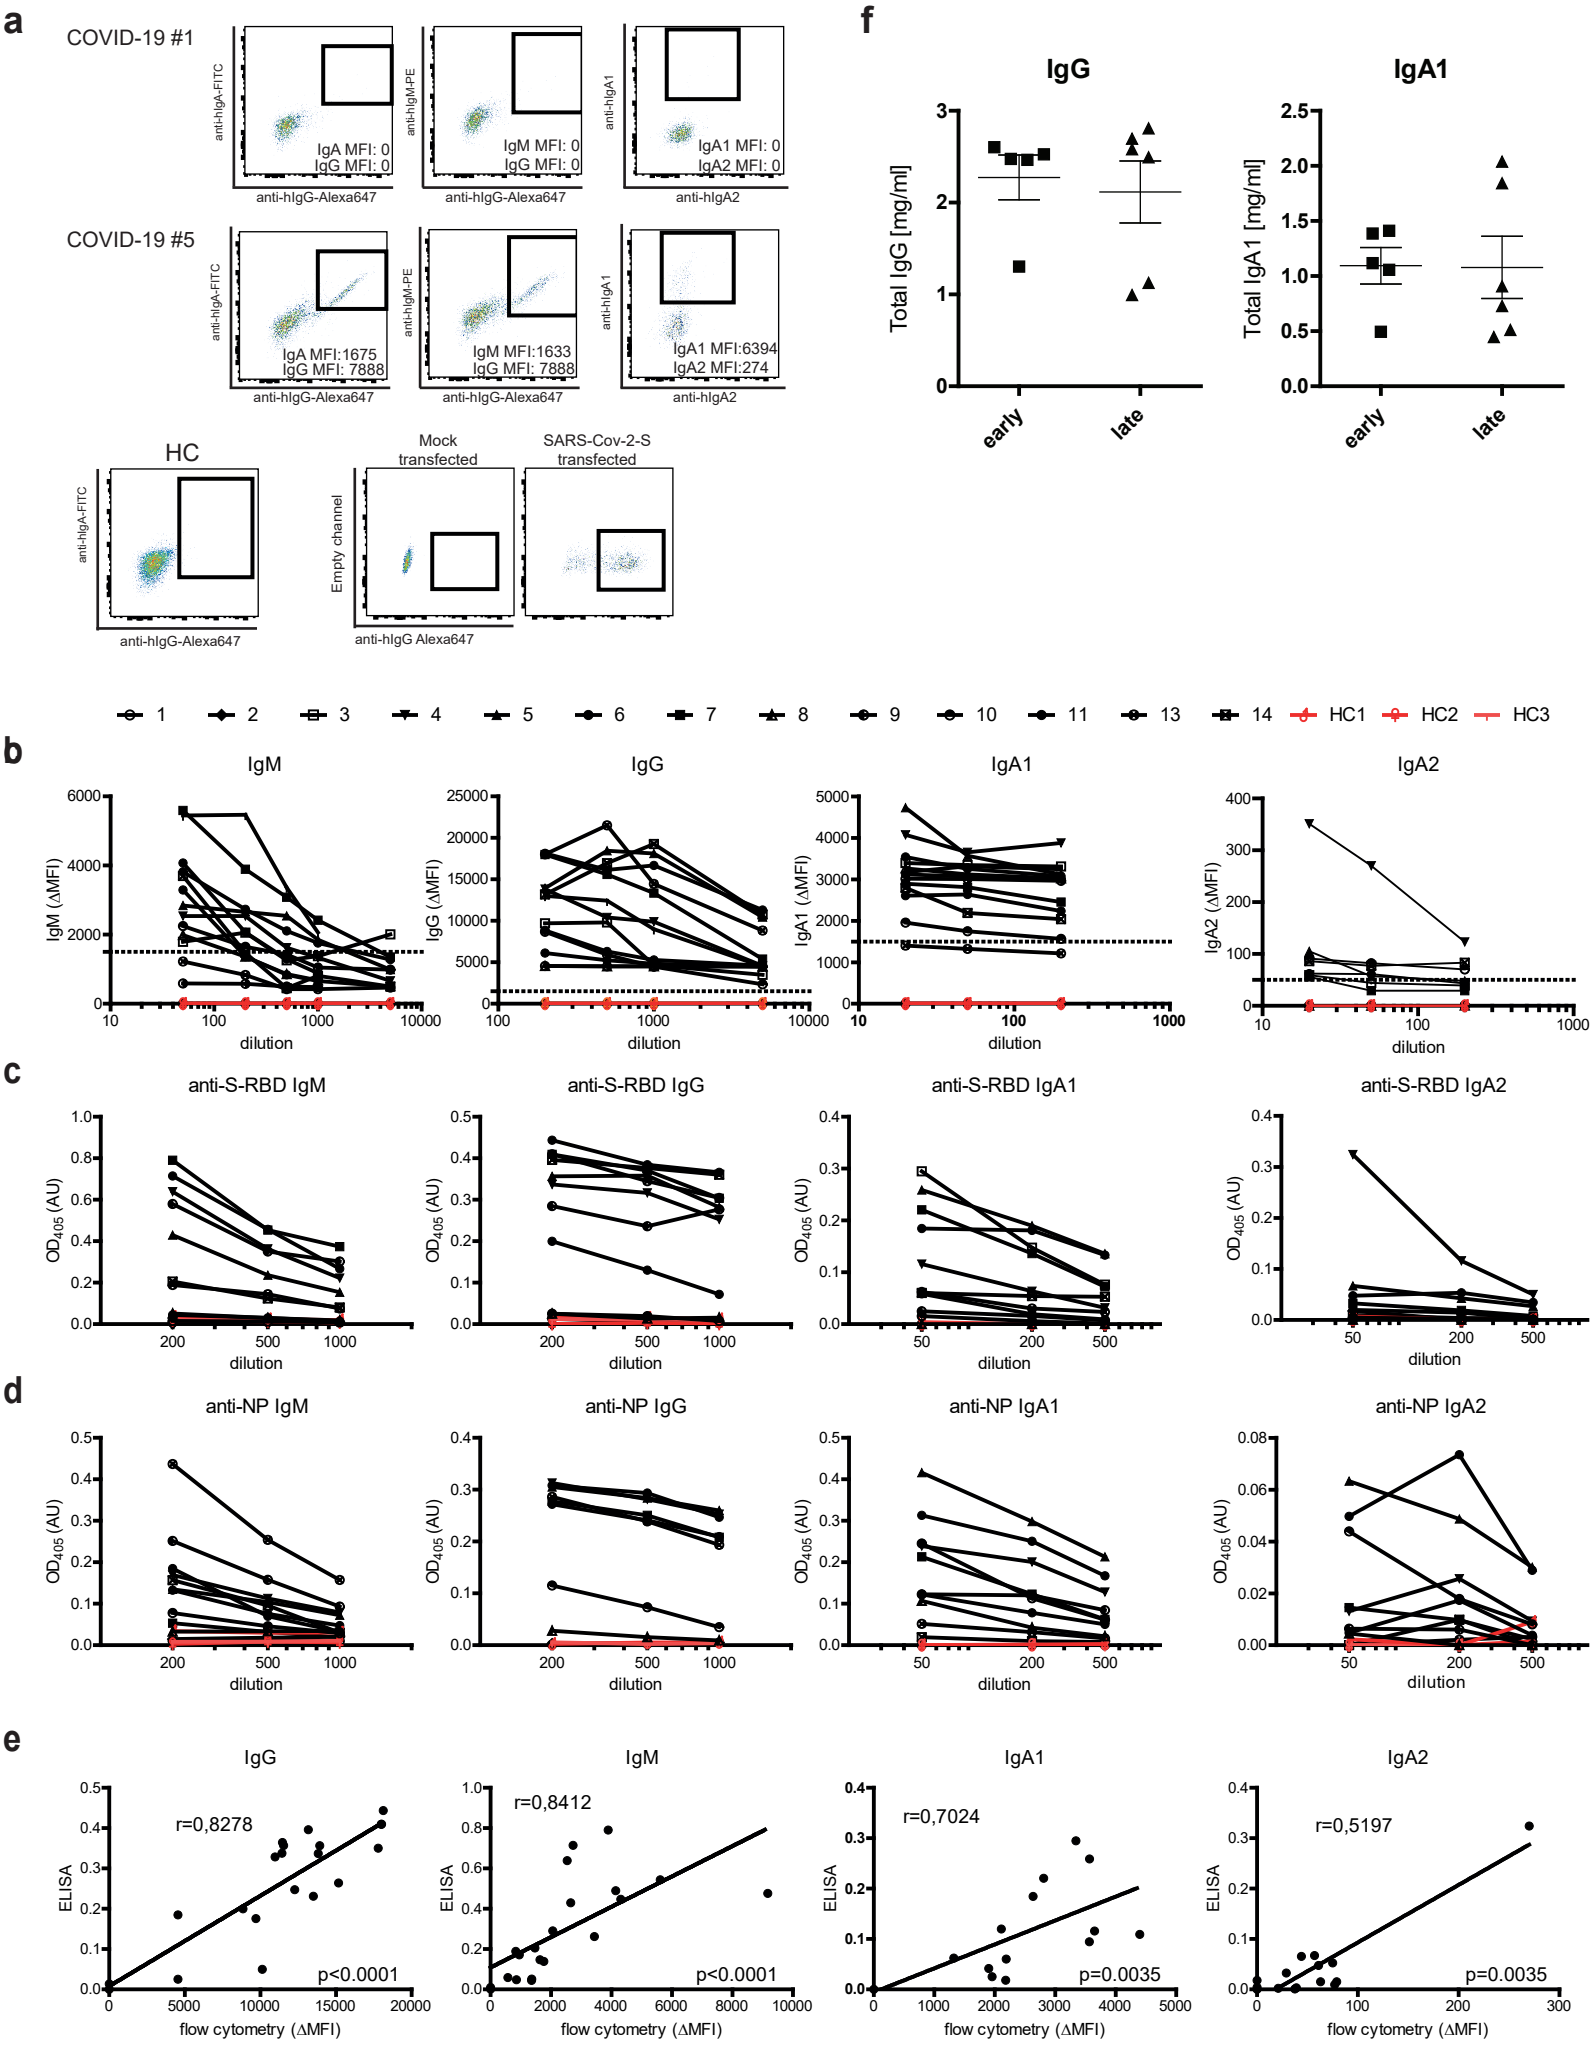 a
COVID-19 #1
anti-hIgA-FITC
IgA MFI: 0
IgG MFI: 0
anti-hIgG-Alexa647
anti-hIgM-PE
IgM MFI: 0
IgG MFI: 0
anti-hIgG-Alexa647
anti-hIgA1
IgA1 MFI: 0
IgA2 MFI: 0
anti-hIgA2
COVID-19 #5
anti-hIgA-FITC
IgA MFI:1675
IgG MFI: 7888
anti-hIgG-Alexa647
anti-hIgM-PE
IgM MFI:1633
IgG MFI: 7888
anti-hIgG-Alexa647
anti-hIgA1
IgA1 MFI:6394
IgA2 MFI:274
anti-hIgA2
HC
anti-hIgA-FITC
anti-hIgG-Alexa647
Mock
transfected
Empty channel
anti-hIgG Alexa647
SARS-Cov-2-S
transfected
f
IgG
Total IgG [mg/ml]
3
2
1
0
early
late
IgA1
Total IgA1 [mg/ml]
2.5
2.0
1.5
1.0
0.5
0.0
early
late
1 2 3 4 5 6 7 8 9 10 11 13 14 HC1 HC2 HC3
b
IgM
IgM (ΔMFI)
6000
4000
2000
0
10 100 1000 10000
dilution
IgG
IgG (ΔMFI)
25000
20000
15000
10000
5000
0
100 1000 10000
dilution
IgA1
IgA1 (ΔMFI)
5000
4000
3000
2000
1000
0
10 100 1000
dilution
IgA2
IgA2 (ΔMFI)
400
300
200
100
0
10 100 1000
dilution
c
anti-S-RBD IgM
OD405 (AU)
1.0
0.8
0.6
0.4
0.2
0.0
200 500 1000
dilution
anti-S-RBD IgG
OD405 (AU)
0.5
0.4
0.3
0.2
0.1
0.0
200 500 1000
dilution
anti-S-RBD IgA1
OD405 (AU)
0.4
0.3
0.2
0.1
0.0
50 200 500
dilution
anti-S-RBD IgA2
OD405 (AU)
0.4
0.3
0.2
0.1
0.0
50 200 500
dilution
d
anti-NP IgM
OD405 (AU)
0.5
0.4
0.3
0.2
0.1
0.0
200 500 1000
dilution
anti-NP IgG
OD405 (AU)
0.4
0.3
0.2
0.1
0.0
200 500 1000
dilution
anti-NP IgA1
OD405 (AU)
0.5
0.4
0.3
0.2
0.1
0.0
50 200 500
dilution
anti-NP IgA2
OD405 (AU)
0.08
0.06
0.04
0.02
0.00
50 200 500
dilution
e
IgG
ELISA
0.5
0.4
0.3
0.2
0.1
0.0
r=0,8278
p<0.0001
0 5000 10000 15000 20000
flow cytometry (ΔMFI)
IgM
ELISA
1.0
0.8
0.6
0.4
0.2
0.0
r=0,8412
p<0.0001
0 2000 4000 6000 8000 10000
flow cytometry (ΔMFI)
IgA1
ELISA
0.4
0.3
0.2
0.1
0.0
r=0,7024
p=0.0035
0 1000 2000 3000 4000 5000
flow cytometry (ΔMFI)
IgA2
ELISA
0.4
0.3
0.2
0.1
0.0
r=0,5197
p=0.0035
0 100 200 300
flow cytometry (ΔMFI)